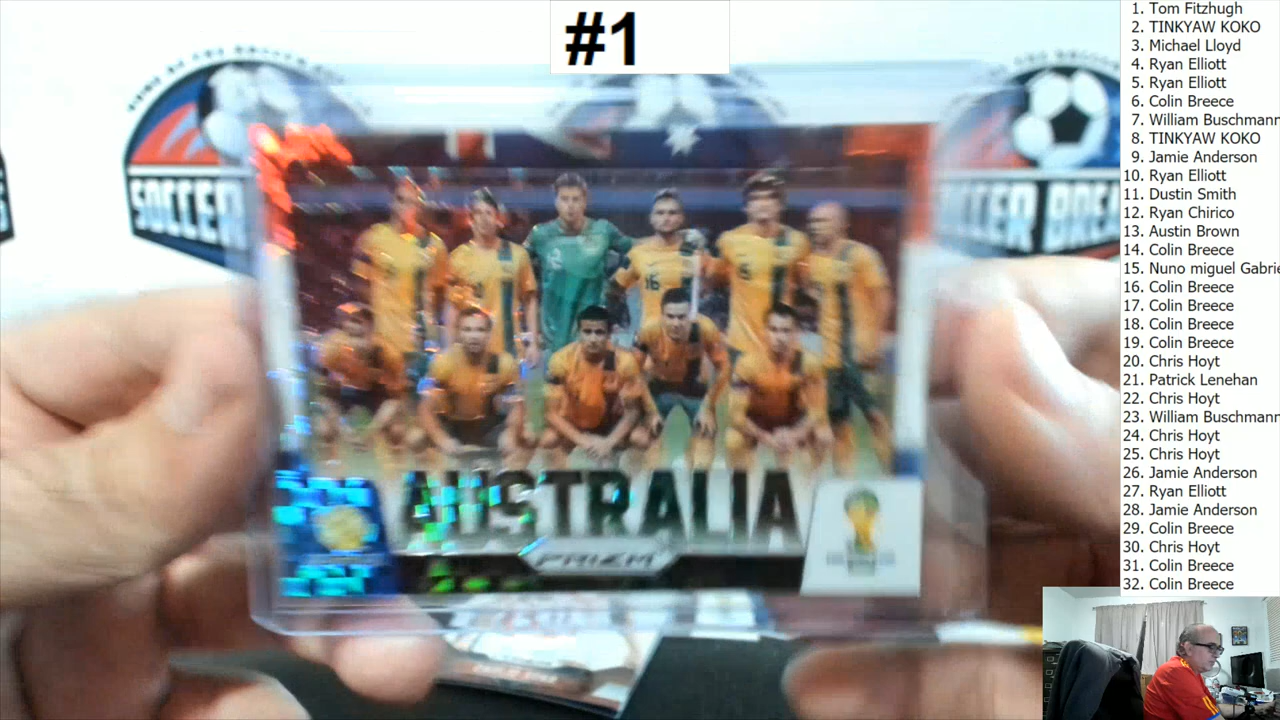 #1
SOCCER
SOCCER BREA
16
AUSTRALIA
PRIZM
1. Tom Fitzhugh
2. TINKYAW KOKO
3. Michael Lloyd
4. Ryan Elliott
5. Ryan Elliott
6. Colin Breece
7. William Buschmann
8. TINKYAW KOKO
9. Jamie Anderson
10. Ryan Elliott
11. Dustin Smith
12. Ryan Chirico
13. Austin Brown
14. Colin Breece
15. Nuno miguel Gabrie
16. Colin Breece
17. Colin Breece
18. Colin Breece
19. Colin Breece
20. Chris Hoyt
21. Patrick Lenehan
22. Chris Hoyt
23. William Buschmann
24. Chris Hoyt
25. Chris Hoyt
26. Jamie Anderson
27. Ryan Elliott
28. Jamie Anderson
29. Colin Breece
30. Chris Hoyt
31. Colin Breece
32. Colin Breece